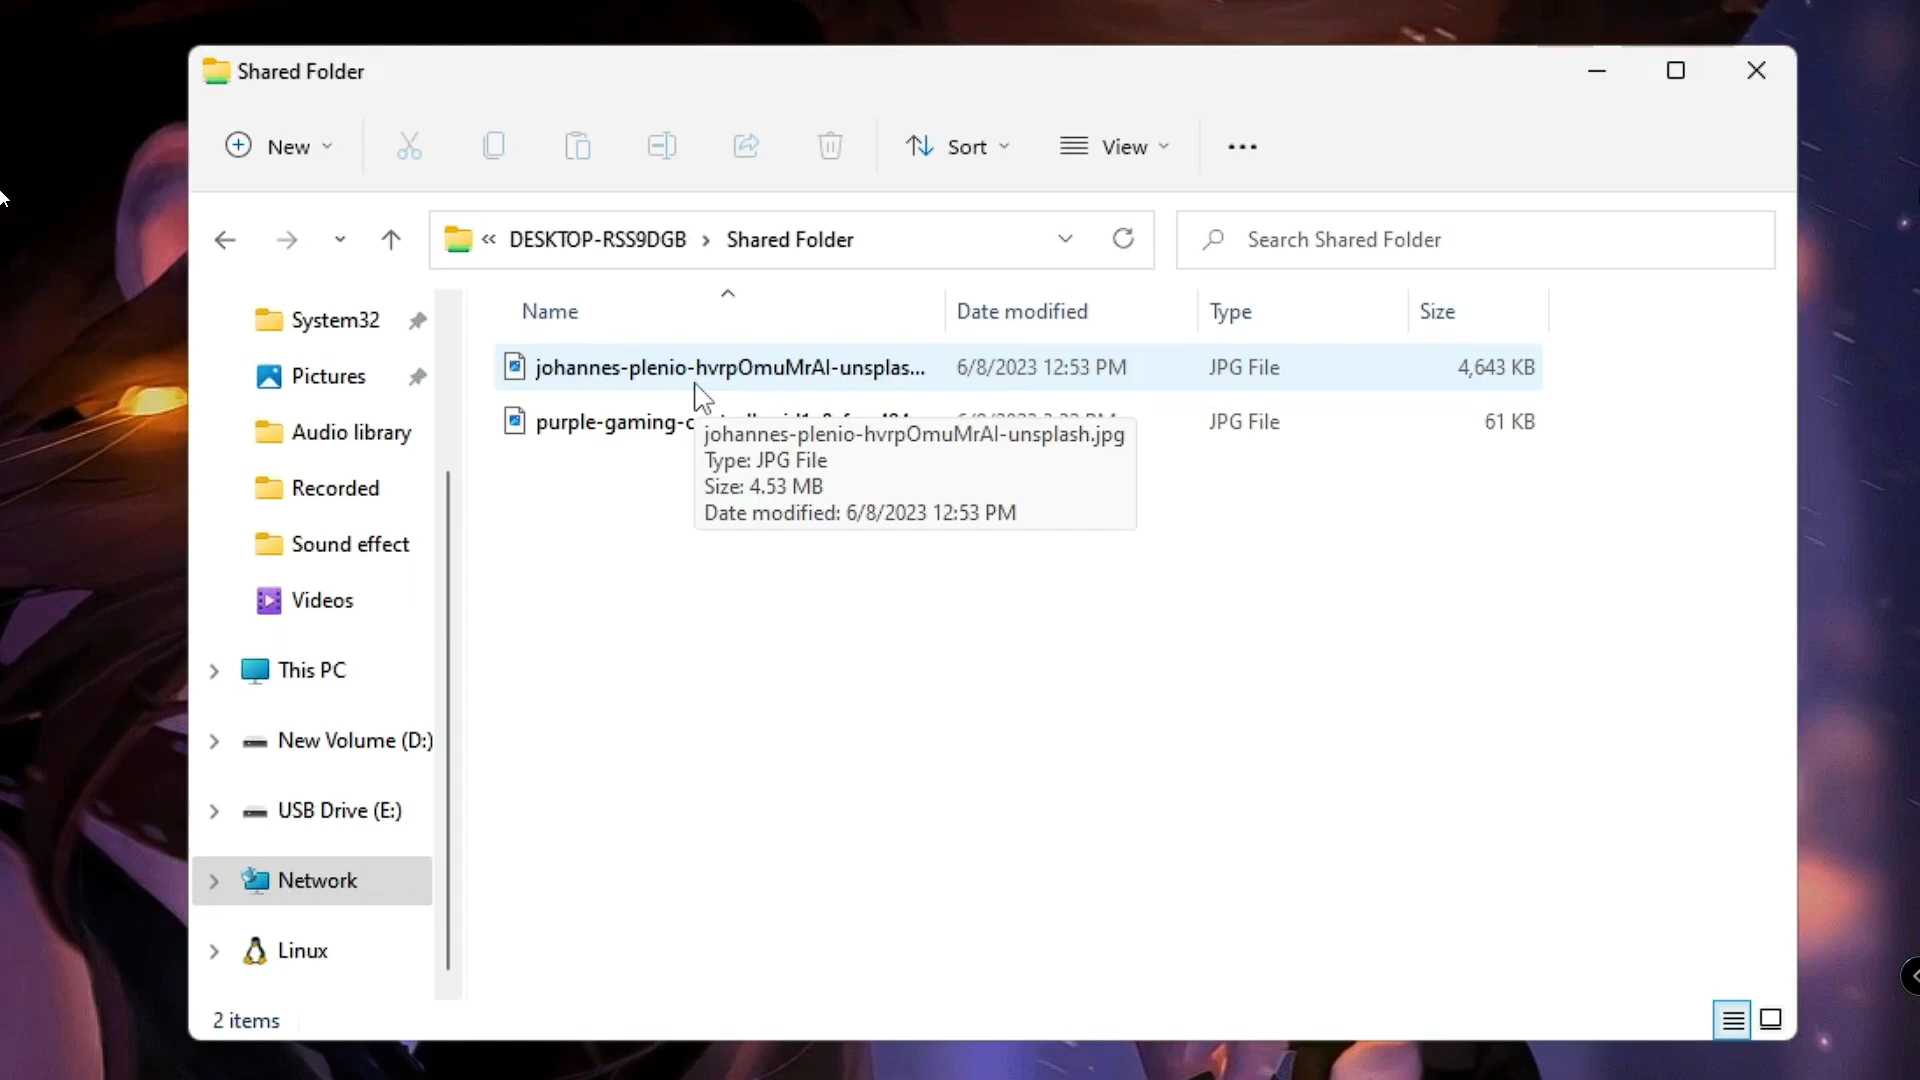 Shared Folder
New
Sort
View
DESKTOP-RSS9DGB > Shared Folder
Search Shared Folder
Name Date modified Type Size
johannes-plenio-hvrpOmuMrAI-unsplas... 6/8/2023 12:53 PM JPG File 4,643 KB
purple-gaming-c JPG File 61 KB
johannes-plenio-hvrpOmuMrAI-unsplash.jpg
Type: JPG File
Size: 4.53 MB
Date modified: 6/8/2023 12:53 PM
System32
Pictures
Audio library
Recorded
Sound effect
Videos
This PC
New Volume (D:)
USB Drive (E:)
Network
Linux
2 items